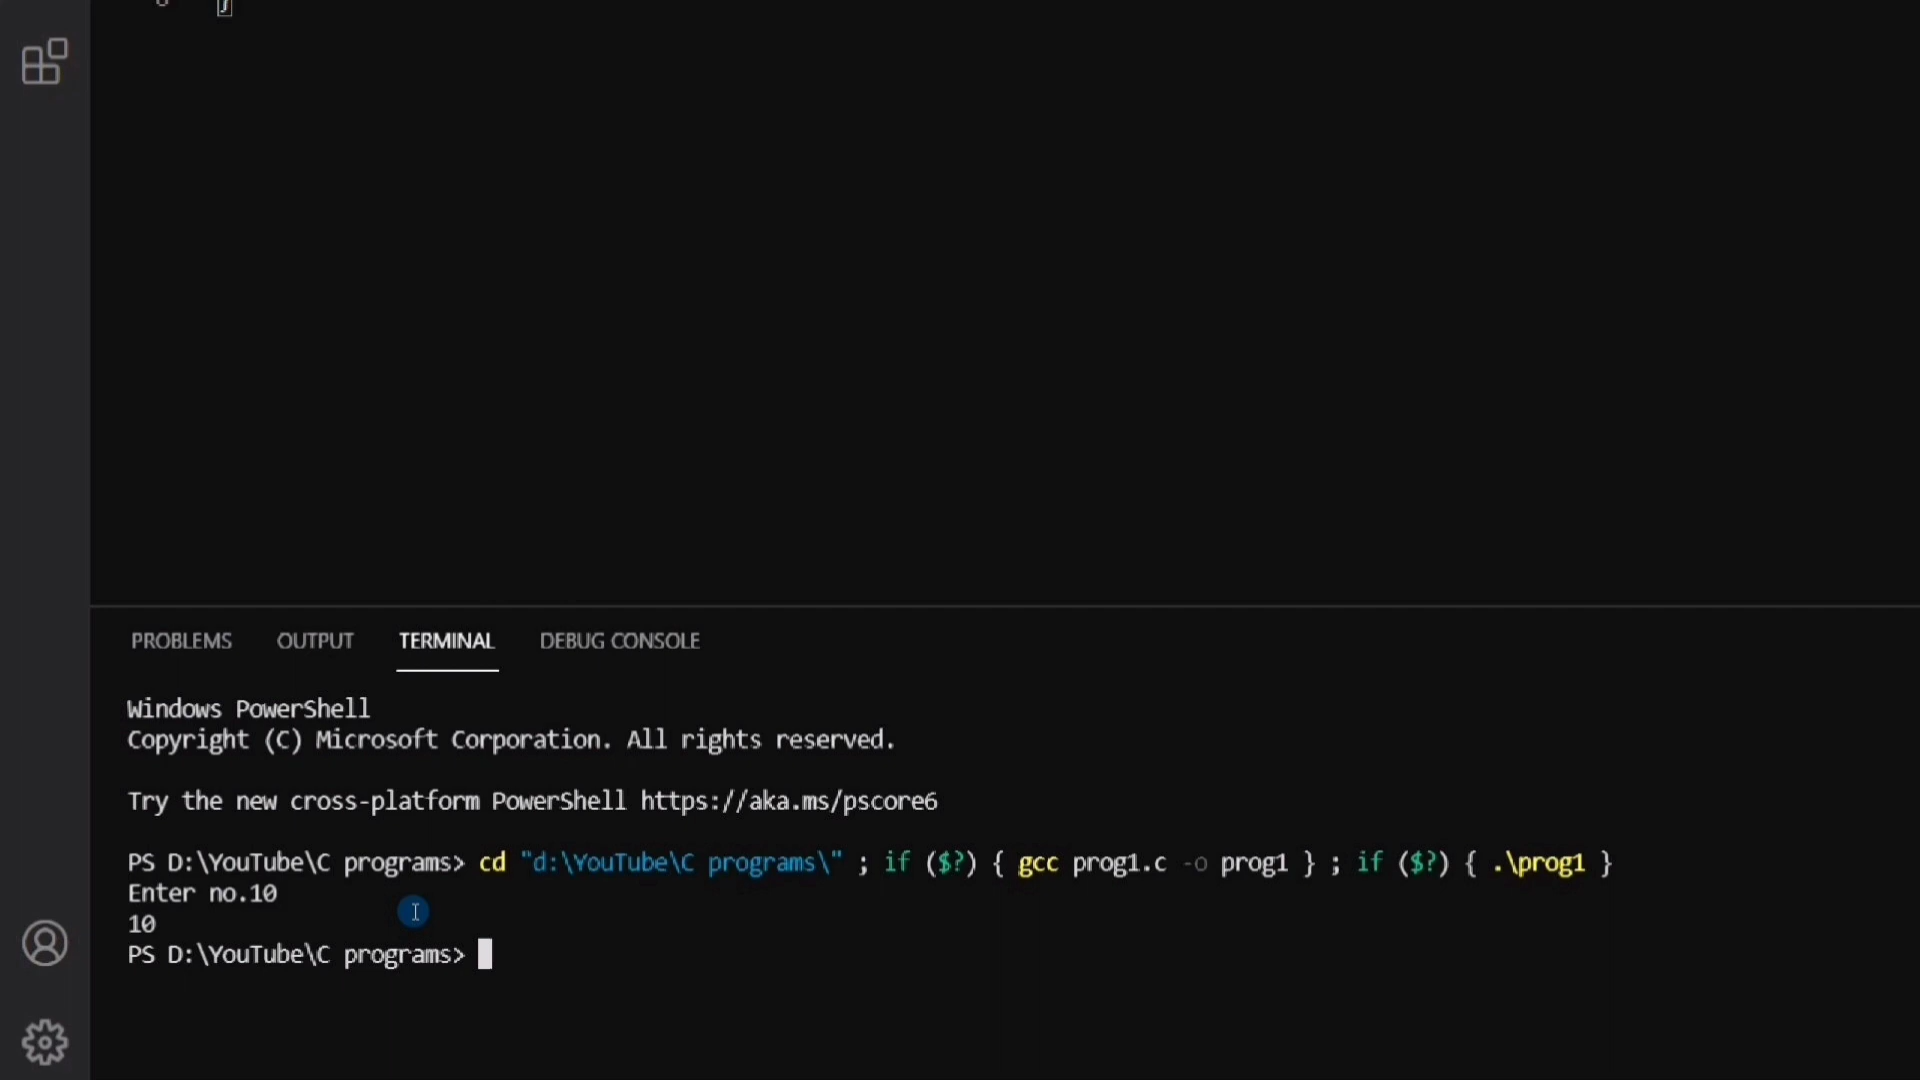 }
PROBLEMS OUTPUT TERMINAL DEBUG CONSOLE
Windows PowerShell
Copyright (C) Microsoft Corporation. All rights reserved.
Try the new cross-platform PowerShell https://aka.ms/pscore6
PS D:\YouTube\C programs> cd "d:\YouTube\C programs\" ; if ($?) { gcc prog1.c -o prog1 } ; if ($?) { .\prog1 }
Enter no.10
10
PS D:\YouTube\C programs>